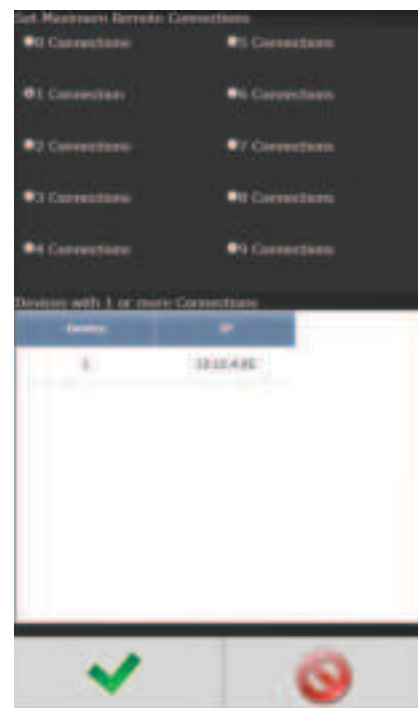 Set Maximum Remote Connections
0 Connections
5 Connections
1 Connection
6 Connections
2 Connections
7 Connections
3 Connections
8 Connections
4 Connections
9 Connections
Devices with 1 or more Connections
IP
1